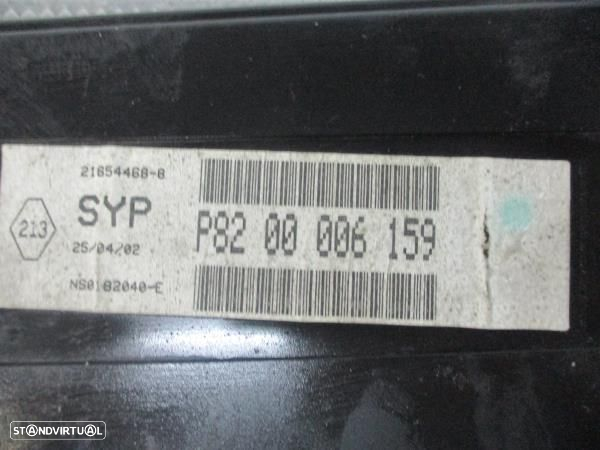 21654468-8
213
SYP
25/04/02
NS0182040-E
P82 00 006 159
STANDVIRTUAL